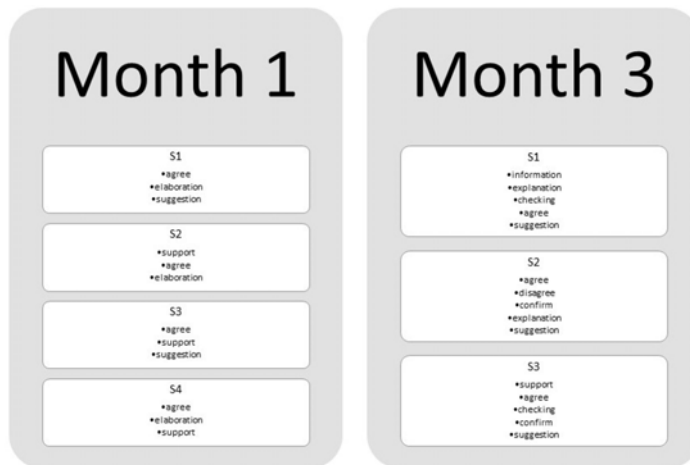 Month 1
S1
•agree
•elaboration
•suggestion
S2
•support
•agree
•elaboration
S3
•agree
•support
•suggestion
S4
•agree
•elaboration
•support
Month 3
S1
•information
•explanation
•checking
•agree
•suggestion
S2
•agree
•disagree
•confirm
•explanation
•suggestion
S3
•support
•agree
•checking
•confirm
•suggestion